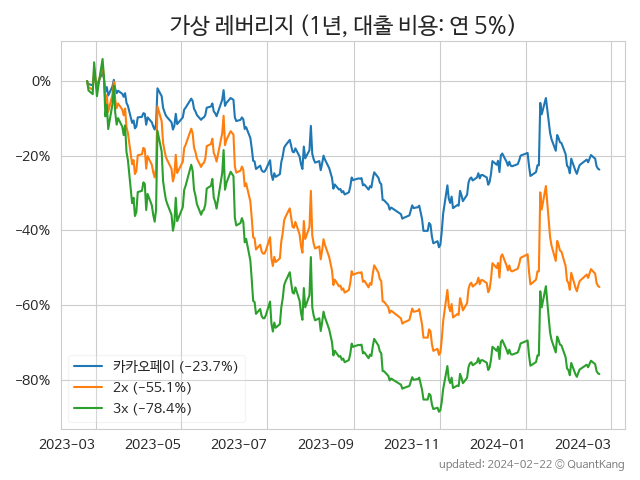 가상 레버리지 (1년, 대출 비용: 연 5%)
0%
−20%
−40%
−60%
−80%
카카오페이 (−23.7%)
2x (−55.1%)
3x (−78.4%)
2023-03 2023-05 2023-07 2023-09 2023-11 2024-01 2024-03
updated: 2024-02-22 © QuantKang